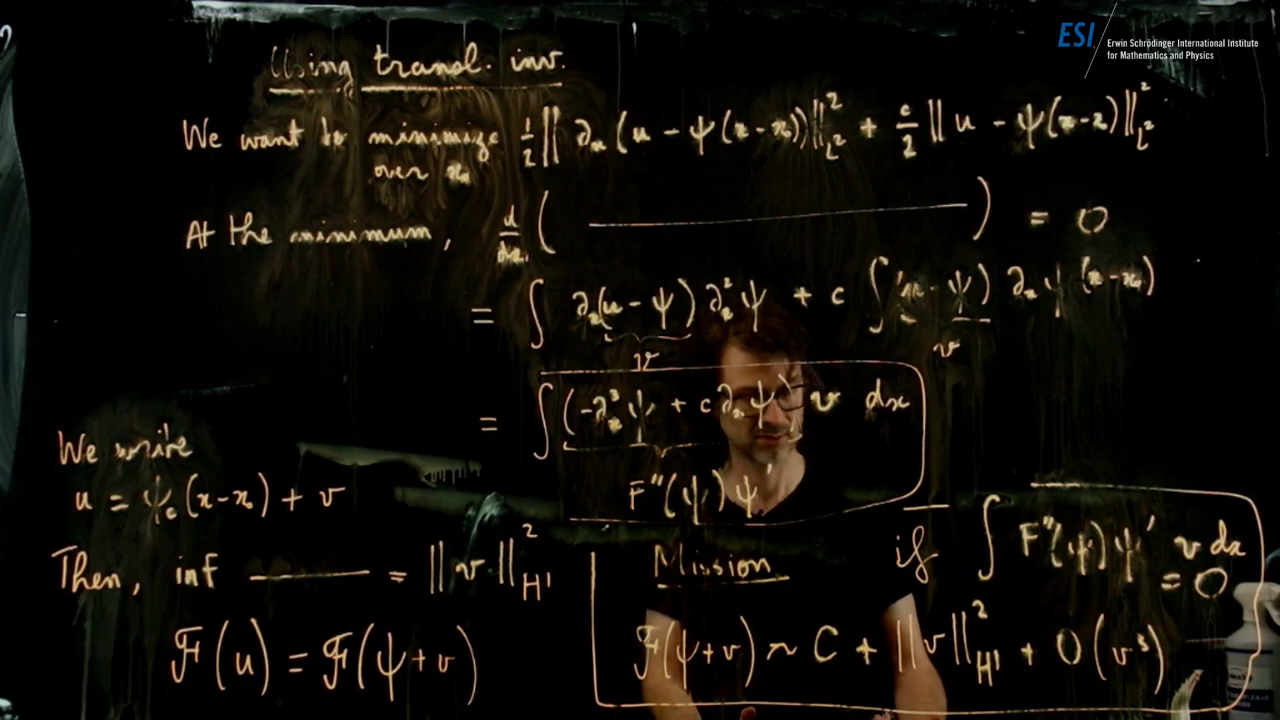 ESI Erwin Schrödinger International Institute
for Mathematics and Physics
Using transl. inv.
We want to minimize 1/2 || ∂ₓ(u - ψ(x-x₀))||²_L² + c/2 || u - ψ(x-x₀)||²_L²
over x₀
At the minimum, d/dx₀ ( ———— ) = 0
= ∫ ∂ₓ(u - ψ) ∂ₓ²ψ + c ∫ (u - ψ) ∂ₓψ (x-x₀)
v v
= ∫ (-∂ₓ³ψ + c ∂ₓψ) v dx
F''(ψ) ψ'
We write
u = ψ_c(x-x₀) + v
Then, inf ———— = ||v||²_H¹
F(u) = F(ψ+v)
Mission if ∫ F''(ψ) ψ' v dx
= 0
F(ψ+v) ~ C + ||v||²_H¹ + O(v³)